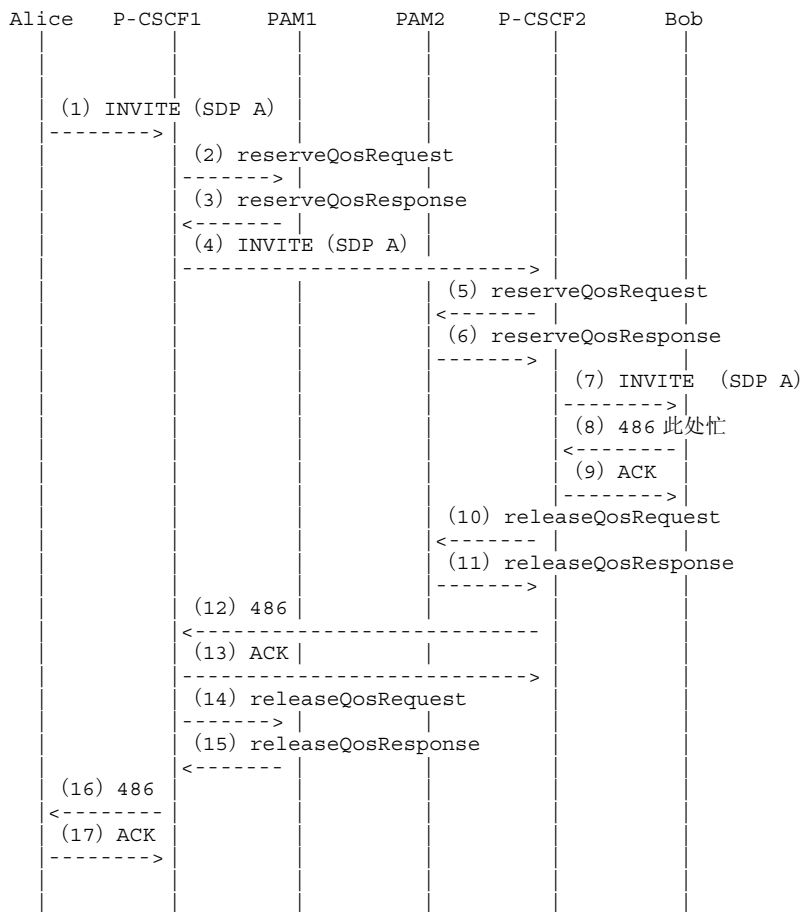 Alice P-CSCF1 PAM1 PAM2 P-CSCF2 Bob
(1) INVITE (SDP A)
(2) reserveQosRequest
(3) reserveQosResponse
(4) INVITE (SDP A)
(5) reserveQosRequest
(6) reserveQosResponse
(7) INVITE (SDP A)
(8) 486 此处忙
(9) ACK
(10) releaseQosRequest
(11) releaseQosResponse
(12) 486
(13) ACK
(14) releaseQosRequest
(15) releaseQosResponse
(16) 486
(17) ACK